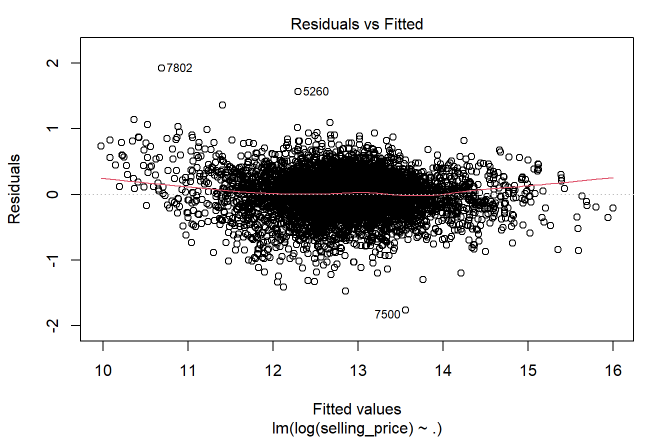 Residuals vs Fitted
Residuals
2
1
0
-1
-2
7802
5260
7500
10 11 12 13 14 15 16
Fitted values
lm(log(selling_price) ~ .)